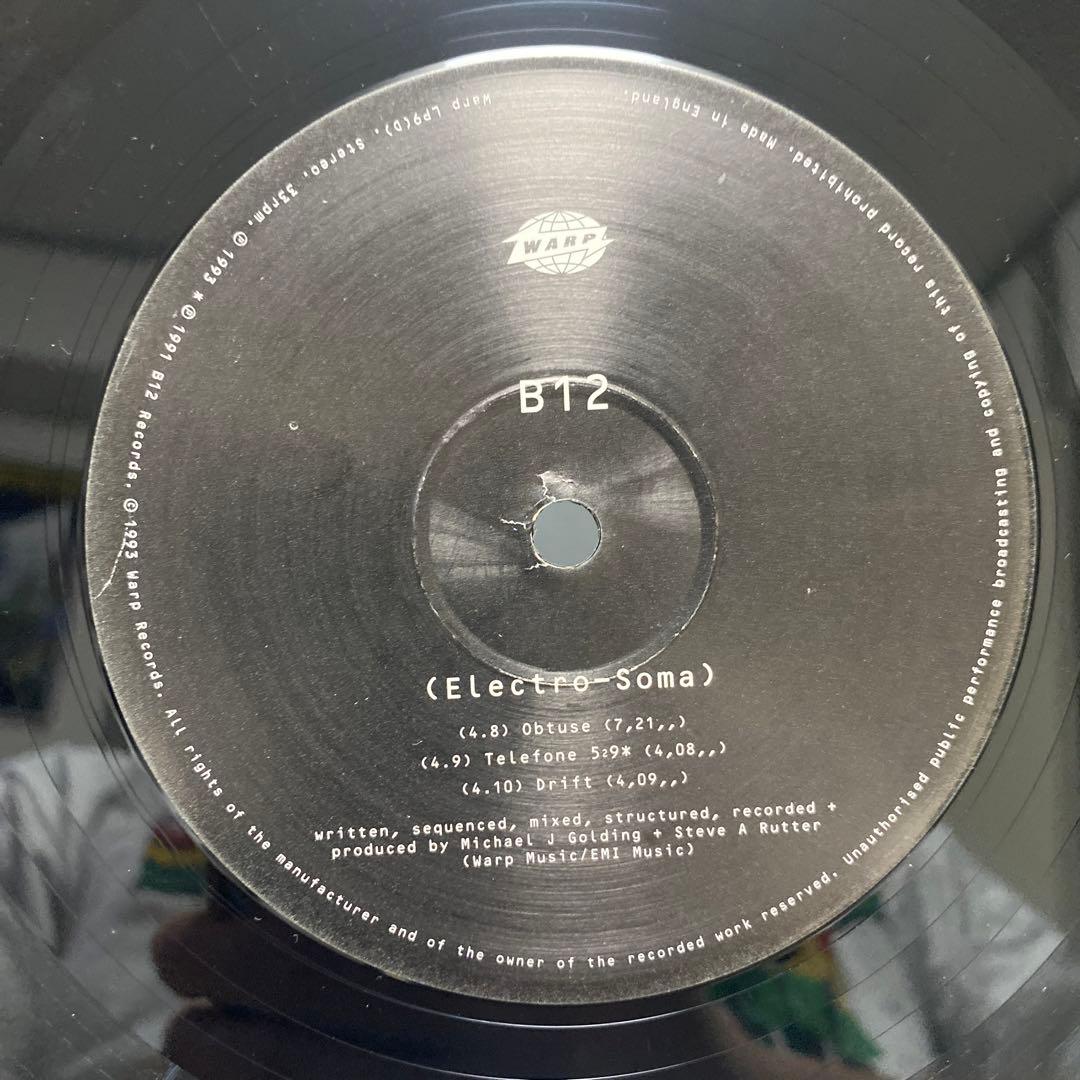 WARP
B12
(Electro-Soma)
(4.8) Obtuse (7,21,,)
(4.9) Telefone 529* (4,08,,)
(4.10) Drift (4,09,,)
written, sequenced, mixed, structured, recorded +
produced by Michael J Golding + Steve A Rutter
(Warp Music/EMI Music)
Warp LP9(D). Stereo. 33rpm. ℗ 1993 * ℗ 1991 B12 Records, © 1993 Warp Records. All rights of the manufacturer and of the owner of the recorded work reserved. Unauthorised public performance broadcasting and copying of this record prohibited. Made in England.